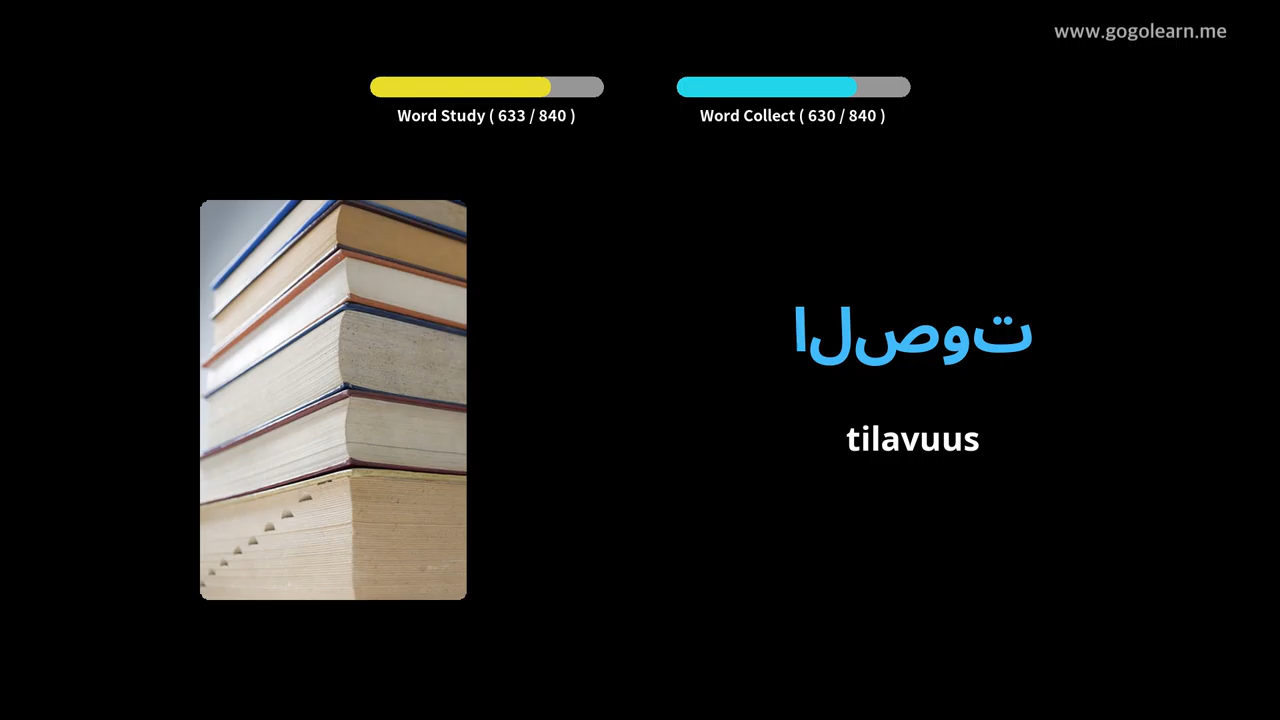 www.gogolearn.me
Word Study ( 633 / 840 )
Word Collect ( 630 / 840 )
الصوت
tilavuus